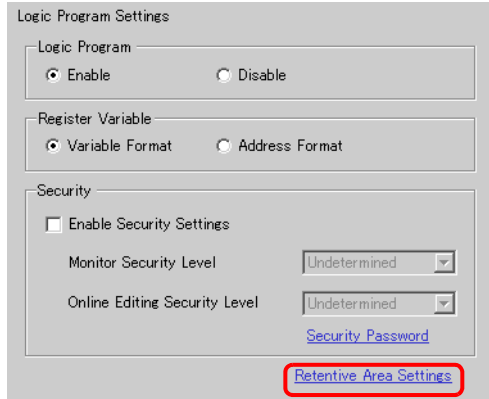 Logic Program Settings
Logic Program
Enable Disable
Register Variable
Variable Format Address Format
Security
Enable Security Settings
Monitor Security Level Undetermined
Online Editing Security Level Undetermined
Security Password
Retentive Area Settings